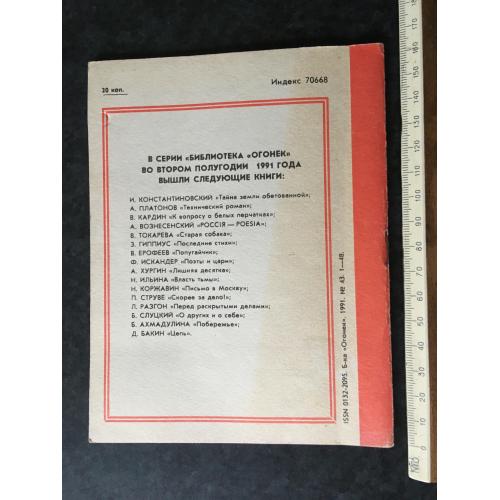 30 коп.
Индекс 70668
В СЕРИИ «БИБЛИОТЕКА «ОГОНЕК»
ВО ВТОРОМ ПОЛУГОДИИ 1991 ГОДА
ВЫШЛИ СЛЕДУЮЩИЕ КНИГИ:
И. КОНСТАНТИНОВСКИЙ «Тайна земли обетованной»;
А. ПЛАТОНОВ «Технический роман»;
В. КАРДИН «К вопросу о белых перчатках»;
А. ВОЗНЕСЕНСКИЙ «РОССIЯ — POESIA»;
В. ТОКАРЕВА «Старая собака»;
З. ГИППИУС «Последние стихи»;
В. ЕРОФЕЕВ «Попугайчик»;
Ф. ИСКАНДЕР «Поэты и цари»;
А. ХУРГИН «Лишняя десятка»;
Н. ИЛЬИНА «Власть тьмы»;
Н. КОРЖАВИН «Письмо в Москву»;
П. СТРУВЕ «Скорее за дело!»;
Л. РАЗГОН «Перед раскрытыми делами»;
Б. СЛУЦКИЙ «О других и о себе»;
Б. АХМАДУЛИНА «Побережье»;
Д. БАКИН «Цепь».
ISSN 0132-2095. Б-ка «Огонек», 1991, № 43, 1—48.